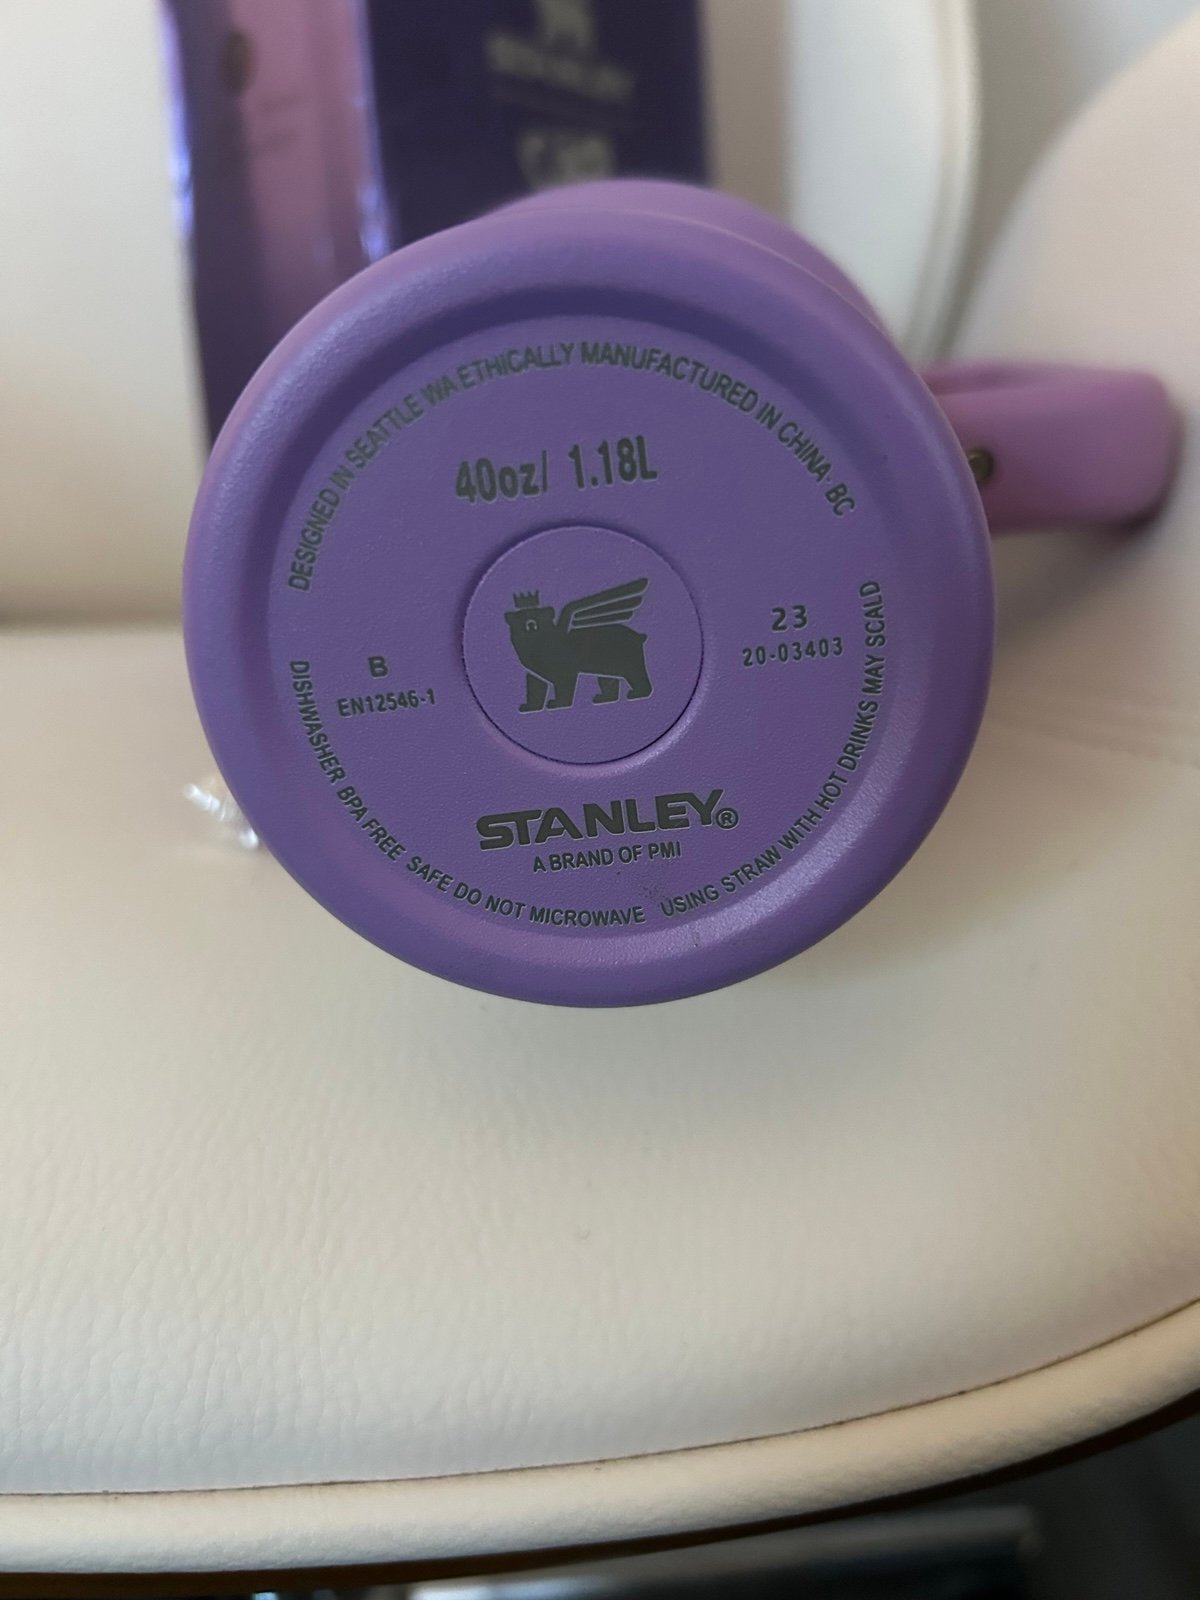 DESIGNED IN SEATTLE WA ETHICALLY MANUFACTURED IN CHINA· BC
40oz/ 1.18L
B
EN12546-1
23
20-03403
STANLEY®
A BRAND OF PMI
DISHWASHER BPA FREE SAFE DO NOT MICROWAVE USING STRAW WITH HOT DRINKS MAY SCALD